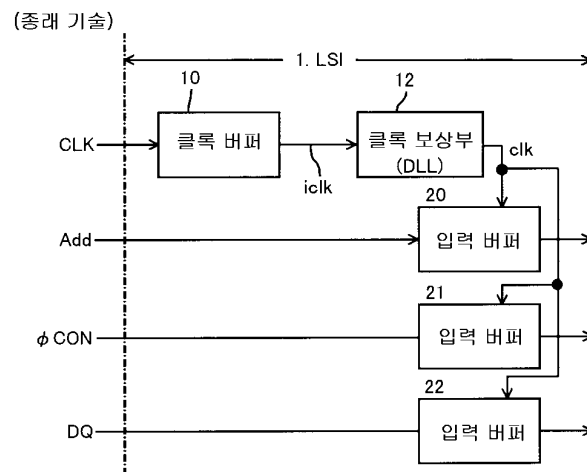 (종래 기술)
1. LSI
10
12
CLK
클록 버퍼
iclk
클록 보상부
(DLL)
clk
20
Add
입력 버퍼
21
φCON
입력 버퍼
22
DQ
입력 버퍼